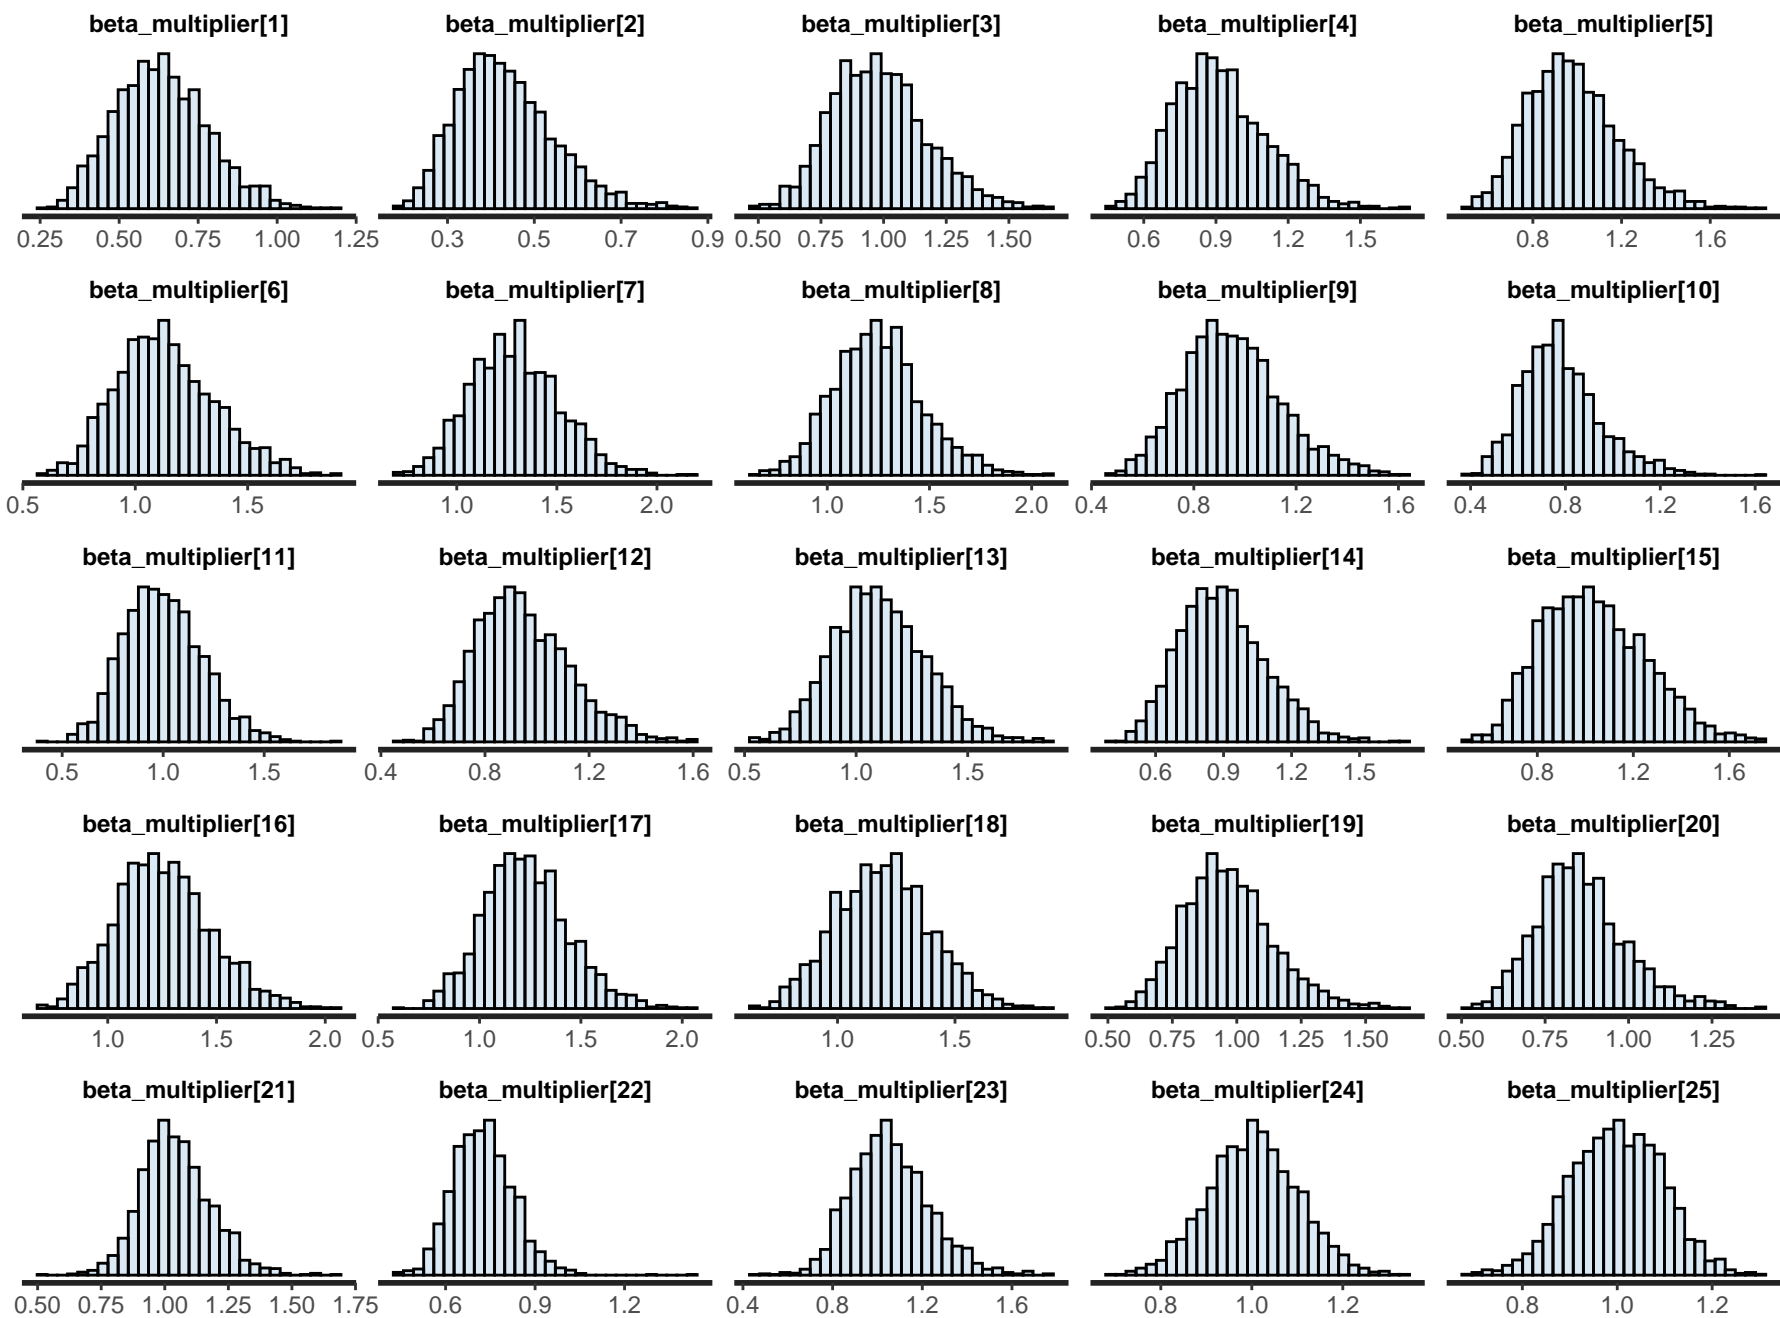 beta_multiplier[1] beta_multiplier[2] beta_multiplier[3] beta_multiplier[4] beta_multiplier[5]
0.25 0.50 0.75 1.00 1.25 0.3 0.5 0.7 0.9 0.50 0.75 1.00 1.25 1.50 0.6 0.9 1.2 1.5 0.8 1.2 1.6
beta_multiplier[6] beta_multiplier[7] beta_multiplier[8] beta_multiplier[9] beta_multiplier[10]
0.5 1.0 1.5 1.0 1.5 2.0 1.0 1.5 2.0 0.4 0.8 1.2 1.6 0.4 0.8 1.2 1.6
beta_multiplier[11] beta_multiplier[12] beta_multiplier[13] beta_multiplier[14] beta_multiplier[15]
0.5 1.0 1.5 0.4 0.8 1.2 1.6 0.5 1.0 1.5 0.6 0.9 1.2 1.5 0.8 1.2 1.6
beta_multiplier[16] beta_multiplier[17] beta_multiplier[18] beta_multiplier[19] beta_multiplier[20]
1.0 1.5 2.0 0.5 1.0 1.5 2.0 1.0 1.5 0.50 0.75 1.00 1.25 1.50 0.50 0.75 1.00 1.25
beta_multiplier[21] beta_multiplier[22] beta_multiplier[23] beta_multiplier[24] beta_multiplier[25]
0.50 0.75 1.00 1.25 1.50 1.75 0.6 0.9 1.2 0.4 0.8 1.2 1.6 0.8 1.0 1.2 0.8 1.0 1.2